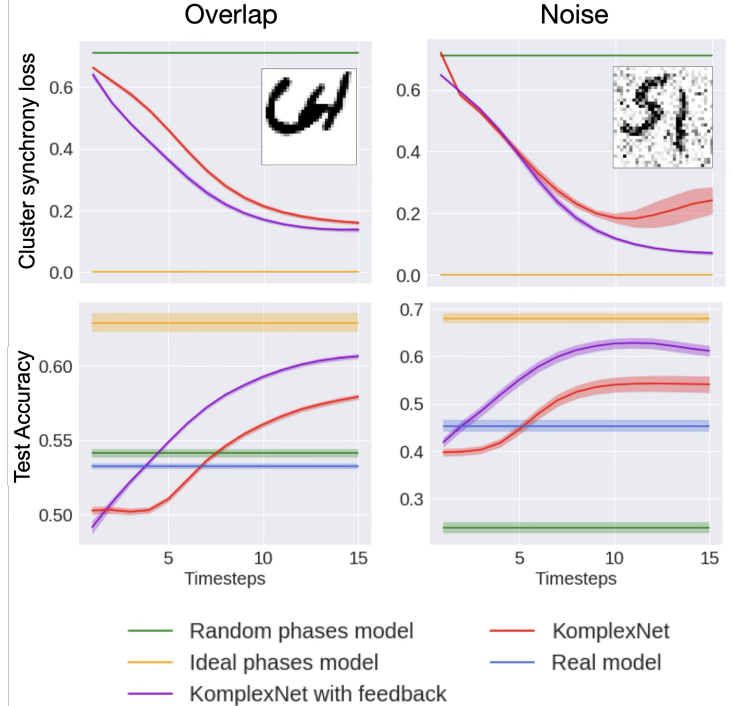 Overlap
Noise
Cluster synchrony loss
0.6
0.4
0.2
0.0
0.6
0.4
0.2
0.0
51
Test Accuracy
0.60
0.55
0.50
5
10
15
Timesteps
0.7
0.6
0.5
0.4
0.3
5
10
15
Timesteps
Random phases model
KomplexNet
Ideal phases model
Real model
KomplexNet with feedback